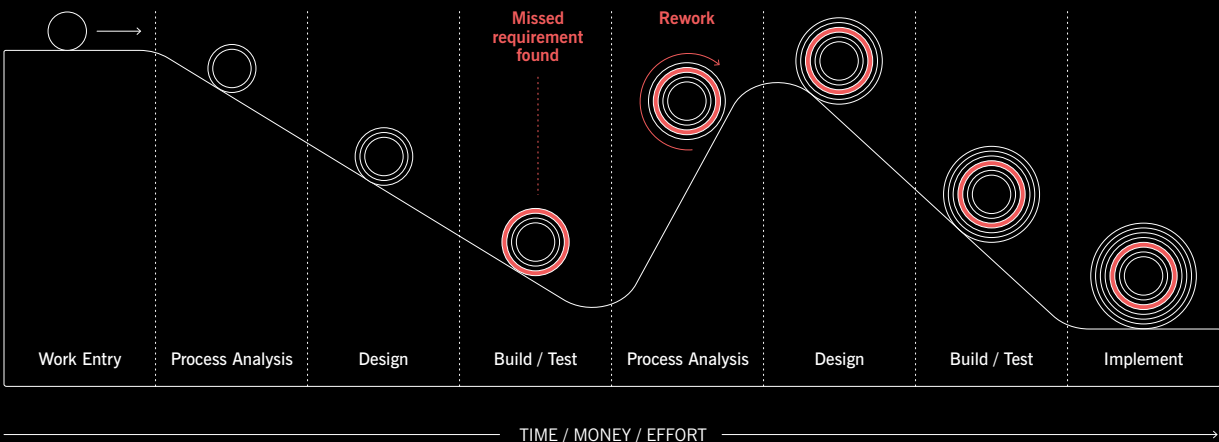 Missed
requirement
found
Rework
Work Entry
Process Analysis
Design
Build / Test
Process Analysis
Design
Build / Test
Implement
TIME / MONEY / EFFORT